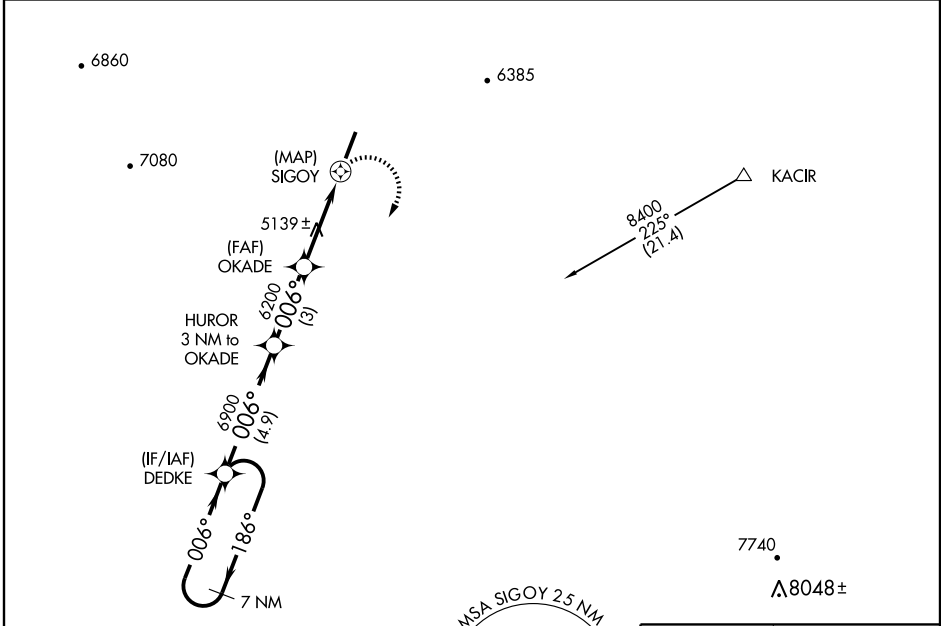 6860
6385
7080
(MAP)
SIGOY
KACIR
8400
225°
(21.4)
5139 ±
(FAF)
OKADE
6200
006°
(3)
HUROR
3 NM to
OKADE
6900
006°
(4.9)
(IF/IAF)
DEDKE
006°
186°
7 NM
7740
8048 ±
MSA SIGOY 25 NM